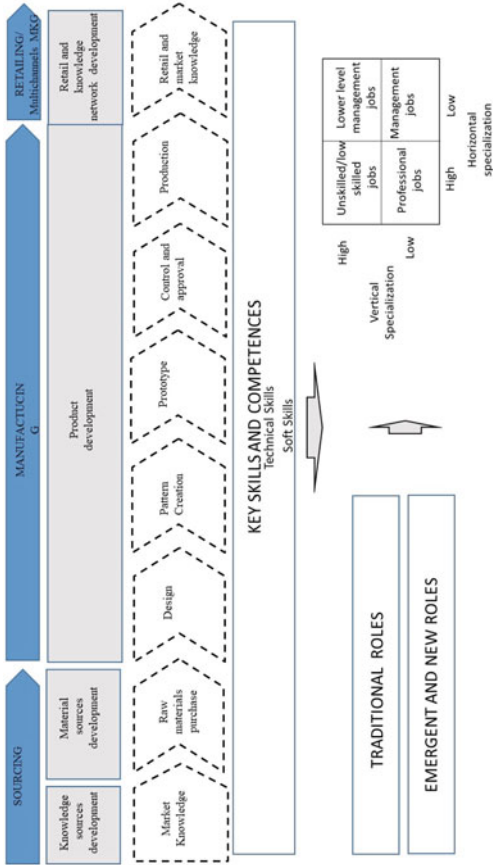 SOURCING
MANUFACTUCIN
G
RETAILING/
Multichannels MKG
Knowledge
sources
development
Material
sources
development
Product
development
Retail and
knowledge
network development
Market
Knowledge
Raw
materials
purchase
Design
Pattern
Creation
Prototype
Control and
approval
Production
Retail and
market
knowledge
KEY SKILLS AND COMPETENCES
Technical Skills
Soft Skills
TRADITIONAL ROLES
EMERGENT AND NEW ROLES
Vertical
Specialization
High
Low
Unskilled/low
skilled
jobs
Lower level
management
jobs
Professional
jobs
Management
jobs
High
Low
Horizontal
specialization